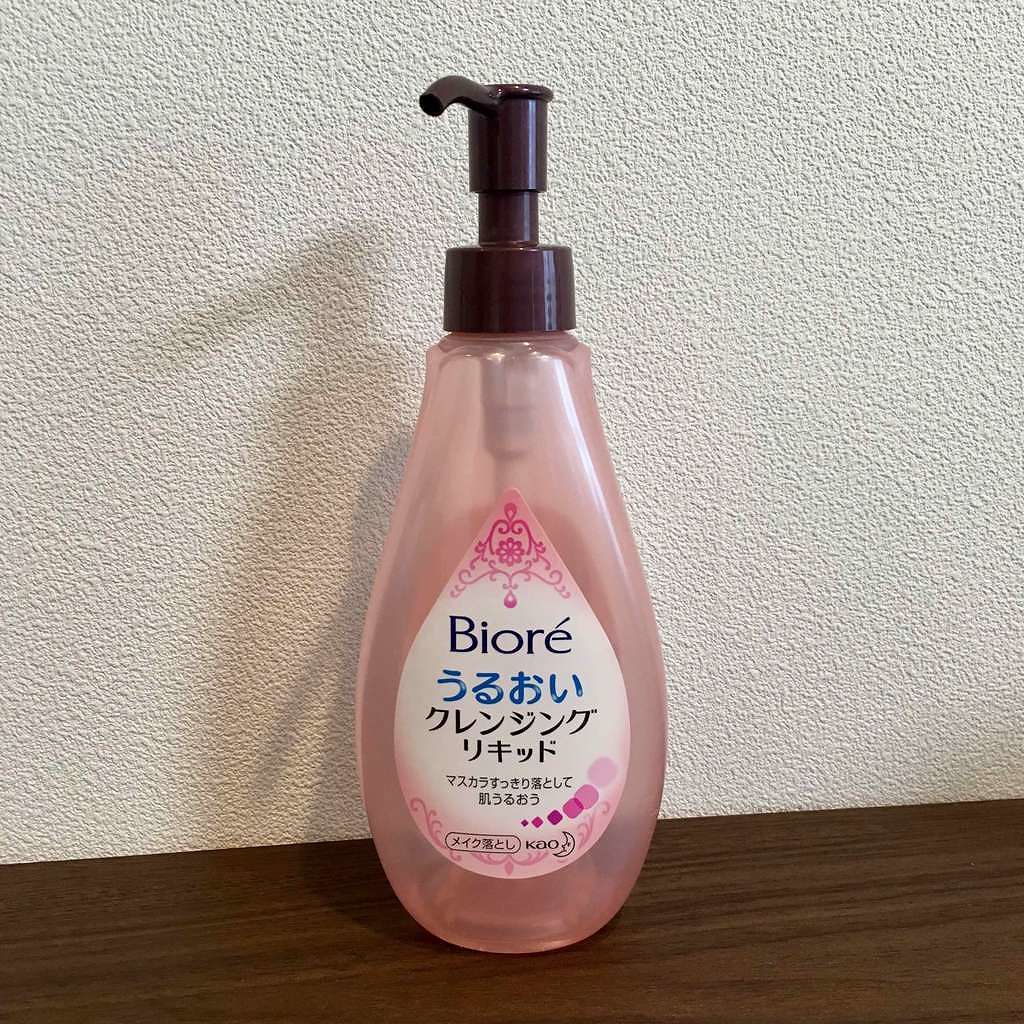 Bioré
うるおい
クレンジング
リキッド
マスカラすっきり落として
肌うるおう
メイク落とし Kao